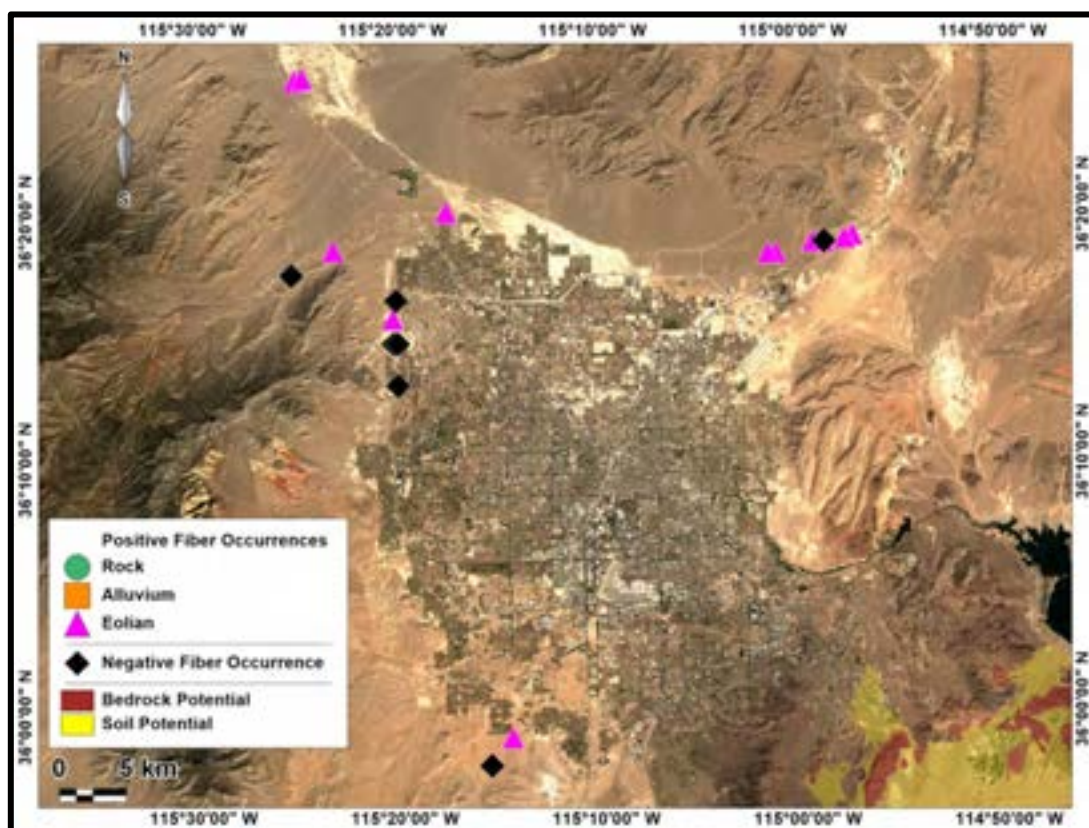 115°30'00" W 115°20'00" W 115°10'00" W 115°00'00" W 114°50'00" W
N
S
36°20'00" N
36°20'00" N
36°10'00" N
36°10'00" N
36°00'00" N
36°00'00" N
Positive Fiber Occurrences
Rock
Alluvium
Eolian
Negative Fiber Occurrence
Bedrock Potential
Soil Potential
0 5 km
115°30'00" W 115°20'00" W 115°10'00" W 115°00'00" W 114°50'00" W